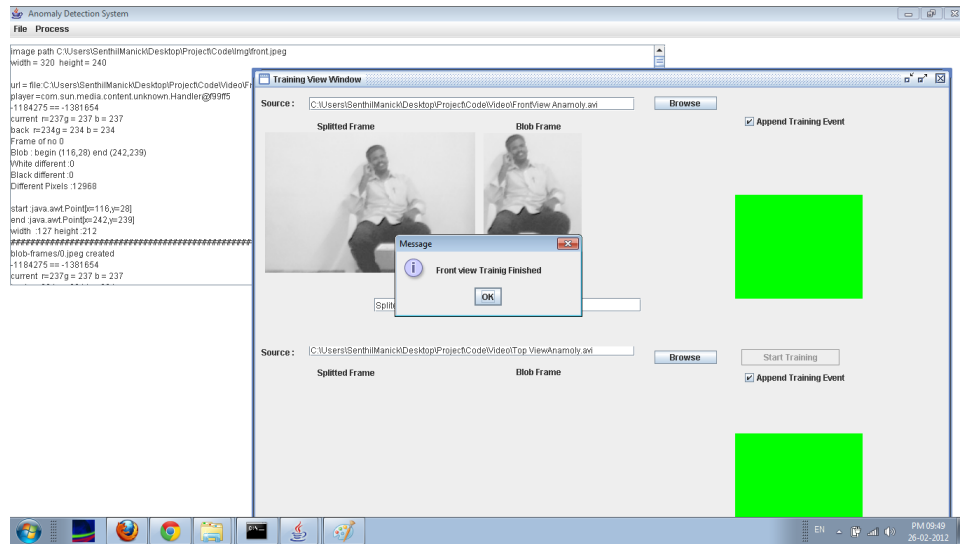 Anomaly Detection System
File Process
image path C:\Users\SenthilManick\Desktop\Project\Code\Img\front.jpeg
width = 320 height = 240
url = file:C:\Users\SenthilManick\Desktop\Project\Code\Video\Fr
player =com.sun.media.content.unknown.Handler@f99ff5
-1184275 == -1381654
current r=237g = 237 b = 237
back r=234g = 234 b = 234
Frame of no 0
Blob : begin (116,28) end (242,239)
White different :0
Black different :0
Different Pixels :12968
start :java.awt.Point[x=116,y=28]
end :java.awt.Point[x=242,y=239]
width :127 height :212
blob-frames/0.jpeg created
-1184275 == -1381654
current r=237g = 237 b = 237
Training View Window
Source : C:\Users\SenthilManick\Desktop\Project\Code\Video\FrontView Anamoly.avi Browse
Splitted Frame Blob Frame
Append Training Event
Message
Front view Trainig Finished
OK
Splitte
Source : C:\Users\SenthilManick\Desktop\Project\Code\Video\Top ViewAnamoly.avi Browse Start Training
Splitted Frame Blob Frame
Append Training Event
EN
PM 09:49
26-02-2012